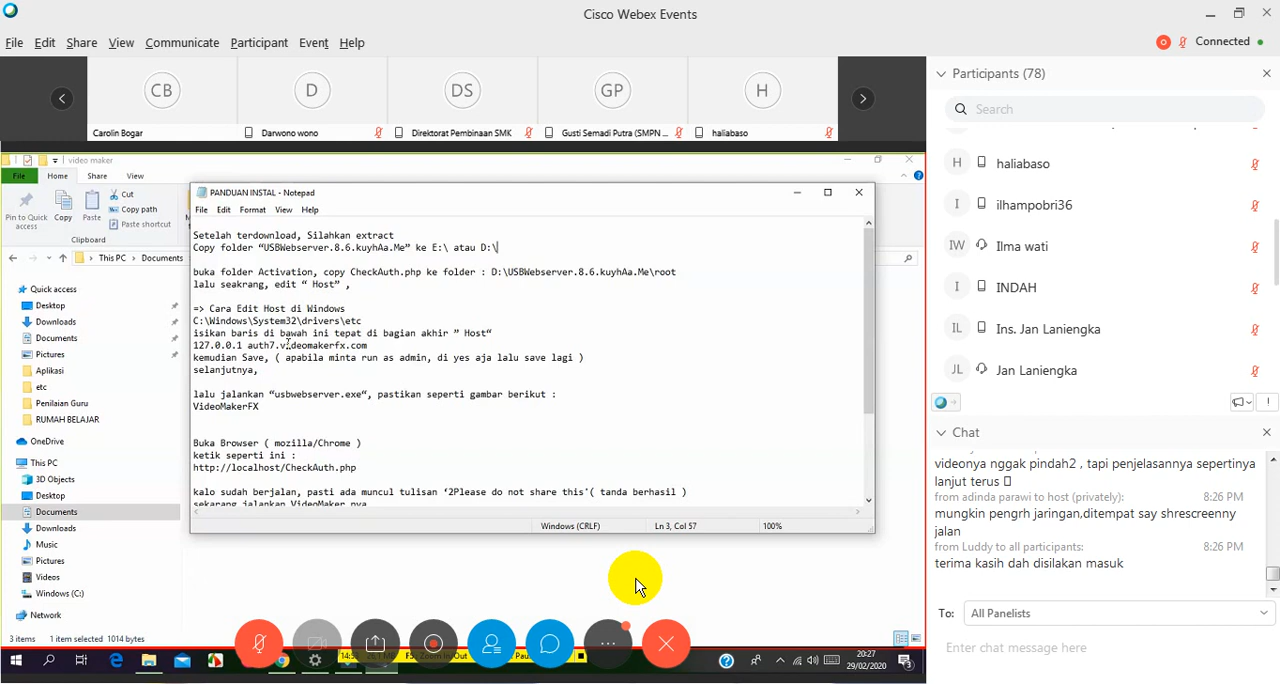 Cisco Webex Events
File Edit Share View Communicate Participant Event Help
Connected
CB
D
DS
GP
H
Carolin Bogar
Darwono wono
Direktorat Pembinaan SMK
Gusti Semadi Putra (SMPN ...
haliabaso
video maker
File Home Share View
Pin to Quick access
Copy
Paste
Cut
Copy path
Paste shortcut
Clipboard
This PC
Documents
Quick access
Desktop
Downloads
Documents
Pictures
Aplikasi
etc
Penilaian Guru
RUMAH BELAJAR
OneDrive
This PC
3D Objects
Desktop
Documents
Downloads
Music
Pictures
Videos
Windows (C:)
Network
3 items 1 item selected 1014 bytes
PANDUAN INSTAL - Notepad
File Edit Format View Help
Setelah terdownload, Silahkan extract
Copy folder “USBWebserver.8.6.kuyhAa.Me” ke E:\ atau D:\
buka folder Activation, copy CheckAuth.php ke folder : D:\USBWebserver.8.6.kuyhAa.Me\root
lalu seakrang, edit “ Host” ,
=> Cara Edit Host di Windows
C:\Windows\System32\drivers\etc
isikan baris di bawah ini tepat di bagian akhir ” Host“
127.0.0.1 auth7.videomakerfx.com
kemudian Save, ( apabila minta run as admin, di yes aja lalu save lagi )
selanjutnya,
lalu jalankan “usbwebserver.exe“, pastikan seperti gambar berikut :
VideoMakerFX
Buka Browser ( mozilla/Chrome )
ketik seperti ini :
http://localhost/CheckAuth.php
kalo sudah berjalan, pasti ada muncul tulisan ‘2Please do not share this'( tanda berhasil )
sekarang jalankan VideoMaker nya
Windows (CRLF)
Ln 3, Col 57
100%
20:27
29/02/2020
Participants (78)
Search
H haliabaso
I ilhampobri36
IW Ilma wati
I INDAH
IL Ins. Jan Laniengka
JL Jan Laniengka
Chat
videonya nggak pindah2 , tapi penjelasannya sepertinya
lanjut terus
from adinda parawi to host (privately): 8:26 PM
mungkin pengrh jaringan,ditempat say shrescreenny
jalan
from Luddy to all participants: 8:26 PM
terima kasih dah disilakan masuk
To: All Panelists
Enter chat message here